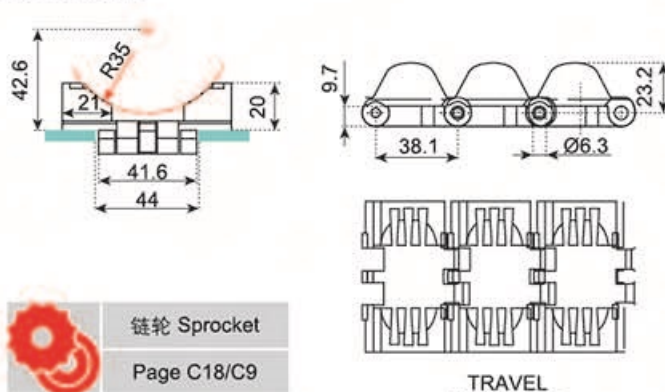 42.6
R35
21
20
41.6
44
9.7
23.2
38.1
Ø6.3
链轮 Sprocket
Page C18/C9
TRAVEL